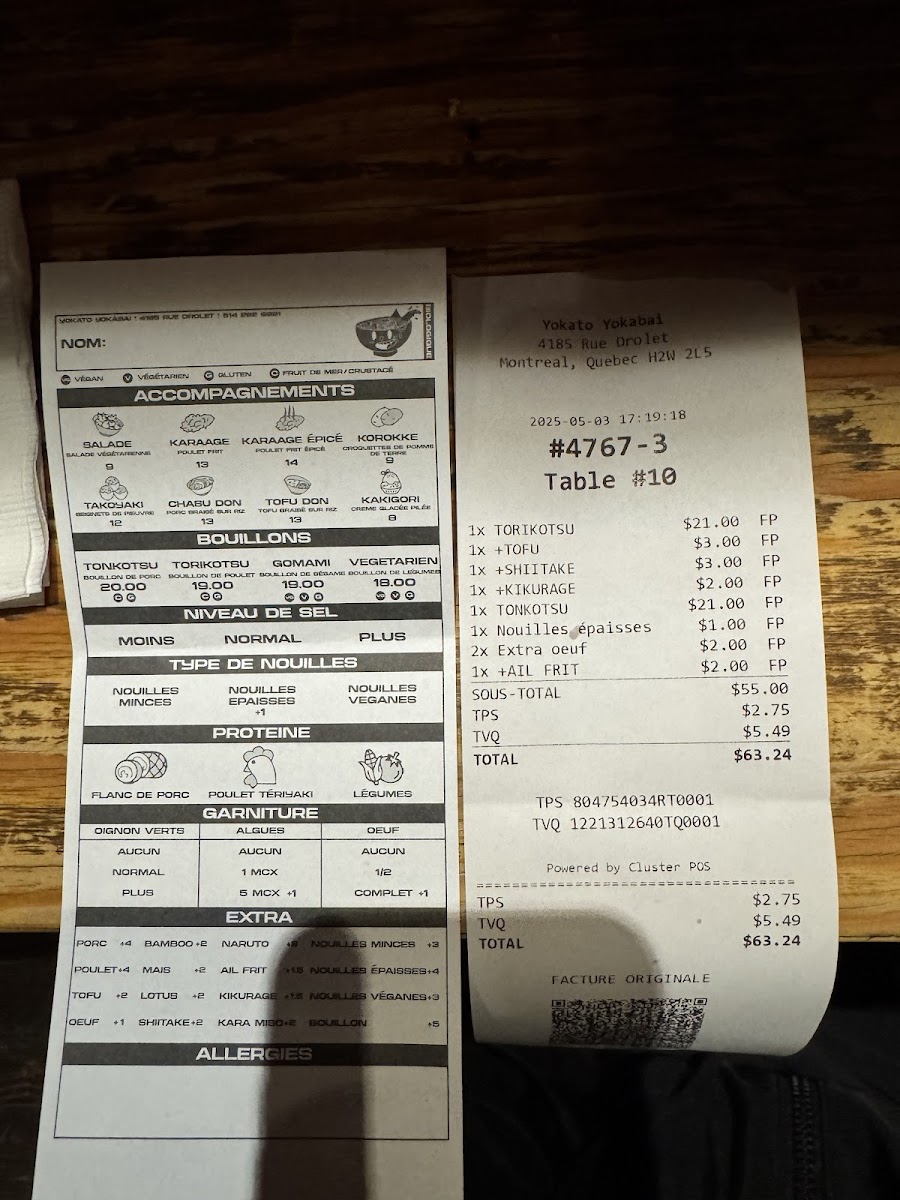 YOKATO YOKABAI ! 4185 RUE DROLET ! 514 282 9991
BIOLOGIQUE
NOM:
VÉGAN VÉGÉTARIEN GLUTEN FRUIT DE MER/CRUSTACÉ
ACCOMPAGNEMENTS
SALADE KARAAGE KARAAGE ÉPICÉ KOROKKE
SALADE VÉGÉTARIENNE POULET FRIT POULET FRIT ÉPICÉ CROQUETTES DE POMME DE TERRE
9 13 14 9
TAKOYAKI CHASU DON TOFU DON KAKIGORI
BEIGNETS DE PIEUVRE PORC BRAISÉ SUR RIZ TOFU BRAISÉ SUR RIZ CREME GLACÉE PILÉE
12 13 13 8
BOUILLONS
TONKOTSU TORIKOTSU GOMAMI VEGETARIEN
BOUILLON DE PORC BOUILLON DE POULET BOUILLON DE SÉSAME BOUILLON DE LÉGUMES
20.00 19.00 19.00 18.00
NIVEAU DE SEL
MOINS NORMAL PLUS
TYPE DE NOUILLES
NOUILLES MINCES NOUILLES EPAISSES +1 NOUILLES VEGANES
PROTEINE
FLANC DE PORC POULET TÉRIYAKI LÉGUMES
GARNITURE
OIGNON VERTS ALGUES OEUF
AUCUN AUCUN AUCUN
NORMAL 1 MCX 1/2
PLUS 5 MCX +1 COMPLET +1
EXTRA
PORC +4 BAMBOO +2 NARUTO NOUILLES MINCES +3
POULET +4 MAIS +2 AIL FRIT +1.5 NOUILLES ÉPAISSES +4
TOFU +2 LOTUS +2 KIKURAGE +1.5 NOUILLES VÉGANES +3
OEUF +1 SHIITAKE +2 KARA MISO +2 BOUILLON +5
ALLERGIES
Yokato Yokabai
4185 Rue Drolet
Montreal, Quebec H2W 2L5
2025-05-03 17:19:18
#4767-3
Table #10
1x TORIKOTSU $21.00 FP
1x +TOFU $3.00 FP
1x +SHIITAKE $3.00 FP
1x +KIKURAGE $2.00 FP
1x TONKOTSU $21.00 FP
1x Nouilles épaisses $1.00 FP
2x Extra oeuf $2.00 FP
1x +AIL FRIT $2.00 FP
SOUS-TOTAL $55.00
TPS $2.75
TVQ $5.49
TOTAL $63.24
TPS 804754034RT0001
TVQ 1221312640TQ0001
Powered by Cluster POS
TPS $2.75
TVQ $5.49
TOTAL $63.24
FACTURE ORIGINALE